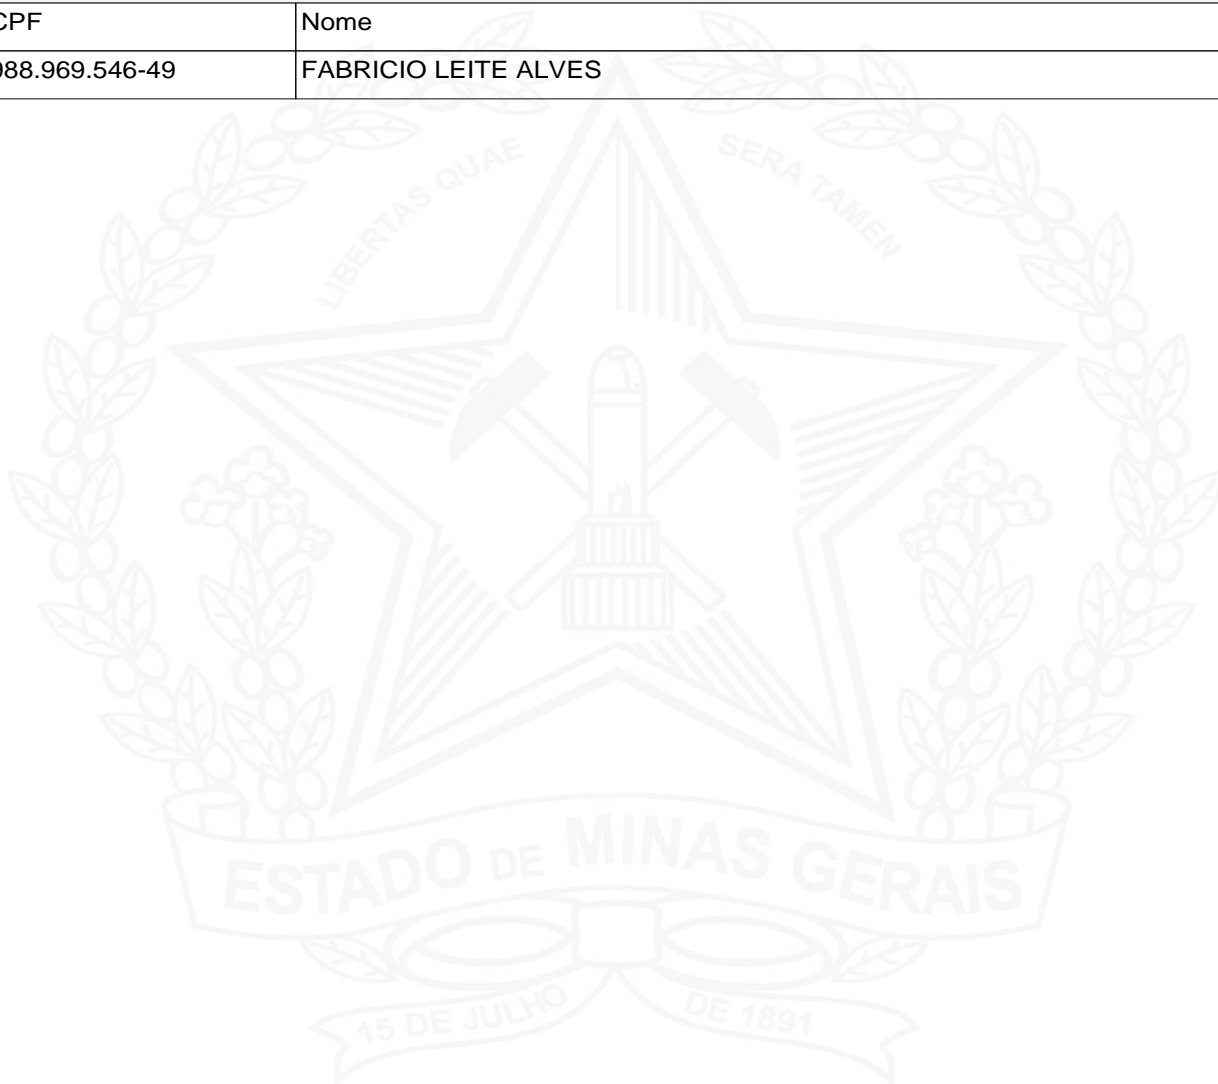 CPF Nome
988.969.546-49 FABRICIO LEITE ALVES
LIBERTAS QUAE SERA TAMEN
ESTADO DE MINAS GERAIS
15 DE JULHO DE 1891